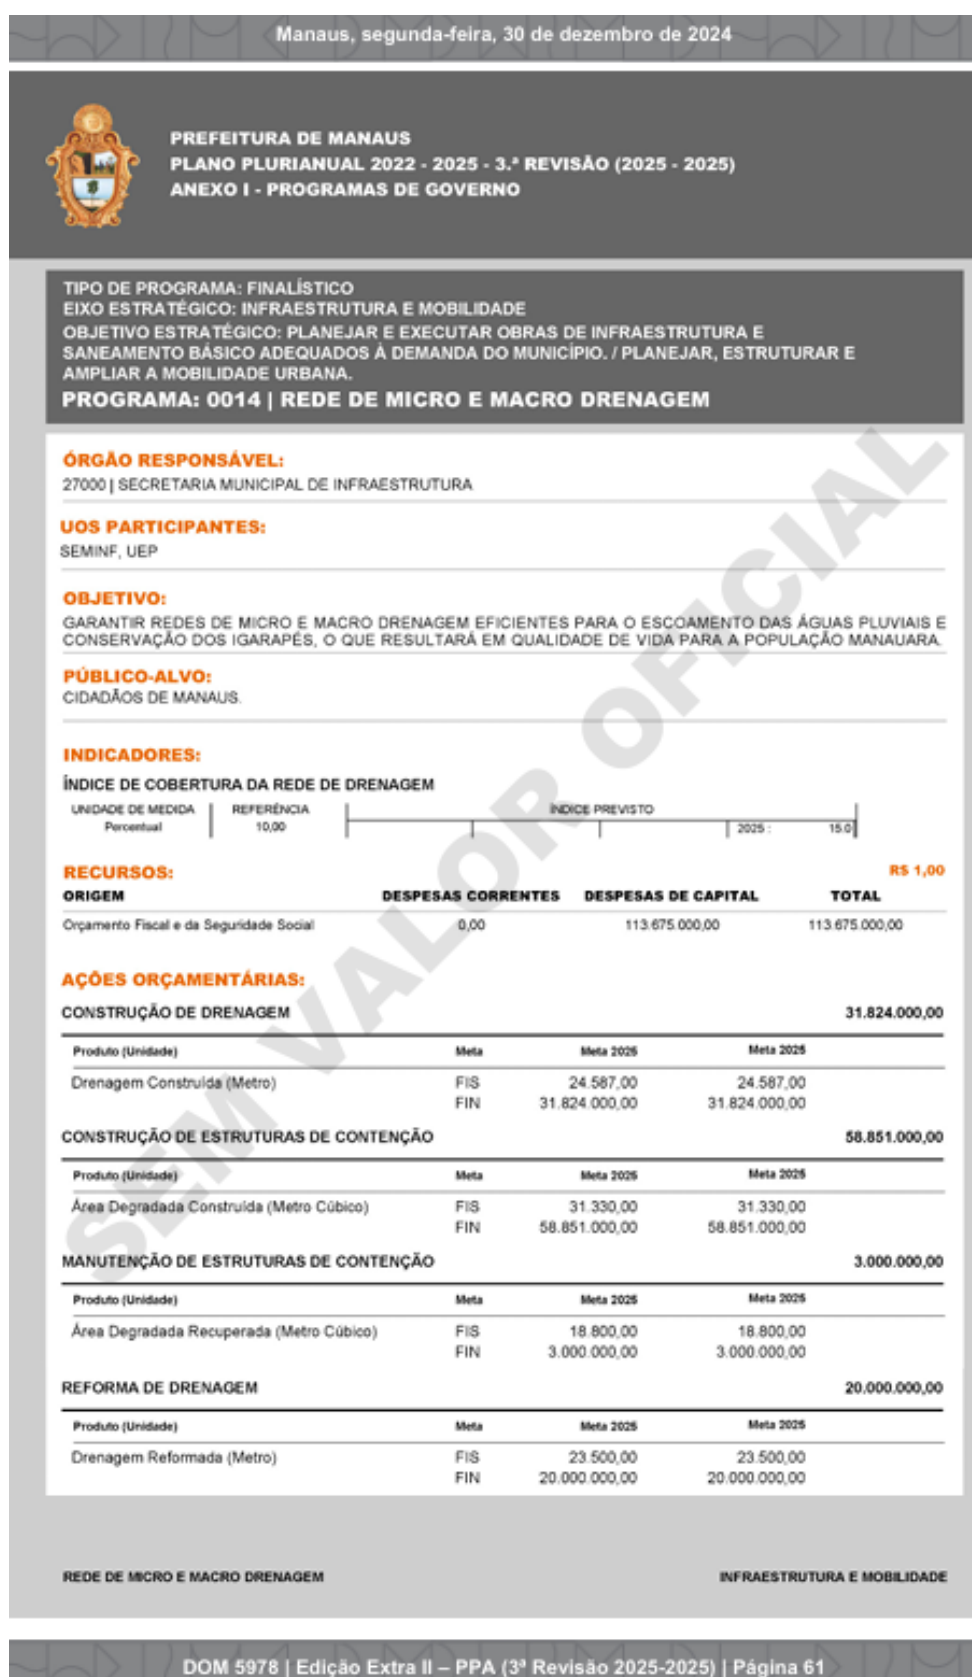 Manaus, segunda-feira, 30 de dezembro de 2024
PREFEITURA DE MANAUS
PLANO PLURIANUAL 2022 - 2025 - 3.ª REVISÃO (2025 - 2025)
ANEXO I - PROGRAMAS DE GOVERNO
TIPO DE PROGRAMA: FINALÍSTICO
EIXO ESTRATÉGICO: INFRAESTRUTURA E MOBILIDADE
OBJETIVO ESTRATÉGICO: PLANEJAR E EXECUTAR OBRAS DE INFRAESTRUTURA E
SANEAMENTO BÁSICO ADEQUADOS À DEMANDA DO MUNICÍPIO. / PLANEJAR, ESTRUTURAR E
AMPLIAR A MOBILIDADE URBANA.
PROGRAMA: 0014 | REDE DE MICRO E MACRO DRENAGEM
ÓRGÃO RESPONSÁVEL:
27000 | SECRETARIA MUNICIPAL DE INFRAESTRUTURA
UOS PARTICIPANTES:
SEMINF, UEP
OBJETIVO:
GARANTIR REDES DE MICRO E MACRO DRENAGEM EFICIENTES PARA O ESCOAMENTO DAS ÁGUAS PLUVIAIS E
CONSERVAÇÃO DOS IGARAPÉS, O QUE RESULTARÁ EM QUALIDADE DE VIDA PARA A POPULAÇÃO MANAUARA.
PÚBLICO-ALVO:
CIDADÃOS DE MANAUS.
INDICADORES:
ÍNDICE DE COBERTURA DA REDE DE DRENAGEM
UNIDADE DE MEDIDA REFERÊNCIA ÍNDICE PREVISTO
Percentual 10,00 2025 : 15.0
RECURSOS: R$ 1,00
ORIGEM DESPESAS CORRENTES DESPESAS DE CAPITAL TOTAL
Orçamento Fiscal e da Seguridade Social 0,00 113.675.000,00 113.675.000,00
AÇÕES ORÇAMENTÁRIAS:
CONSTRUÇÃO DE DRENAGEM 31.824.000,00
Produto (Unidade) Meta Meta 2025 Meta 2025
Drenagem Construída (Metro) FIS 24.587,00 24.587,00
FIN 31.824.000,00 31.824.000,00
CONSTRUÇÃO DE ESTRUTURAS DE CONTENÇÃO 58.851.000,00
Produto (Unidade) Meta Meta 2025 Meta 2025
Área Degradada Construída (Metro Cúbico) FIS 31.330,00 31.330,00
FIN 58.851.000,00 58.851.000,00
MANUTENÇÃO DE ESTRUTURAS DE CONTENÇÃO 3.000.000,00
Produto (Unidade) Meta Meta 2025 Meta 2025
Área Degradada Recuperada (Metro Cúbico) FIS 18.800,00 18.800,00
FIN 3.000.000,00 3.000.000,00
REFORMA DE DRENAGEM 20.000.000,00
Produto (Unidade) Meta Meta 2025 Meta 2025
Drenagem Reformada (Metro) FIS 23.500,00 23.500,00
FIN 20.000.000,00 20.000.000,00
SEM VALOR OFICIAL
REDE DE MICRO E MACRO DRENAGEM INFRAESTRUTURA E MOBILIDADE
DOM 5978 | Edição Extra II – PPA (3ª Revisão 2025-2025) | Página 61